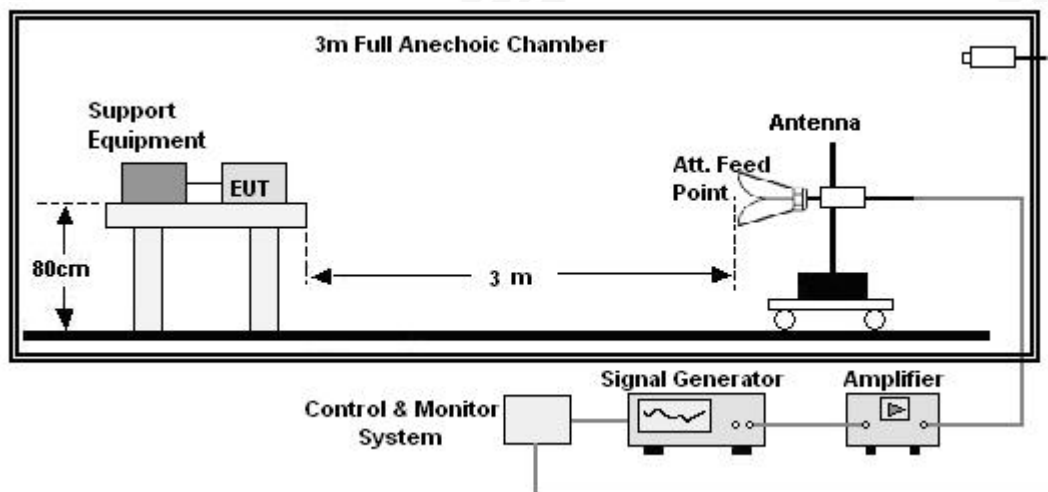 3m Full Anechoic Chamber
Support
Equipment
EUT
80cm
3 m
Antenna
Att. Feed
Point
Signal Generator
Amplifier
Control & Monitor
System